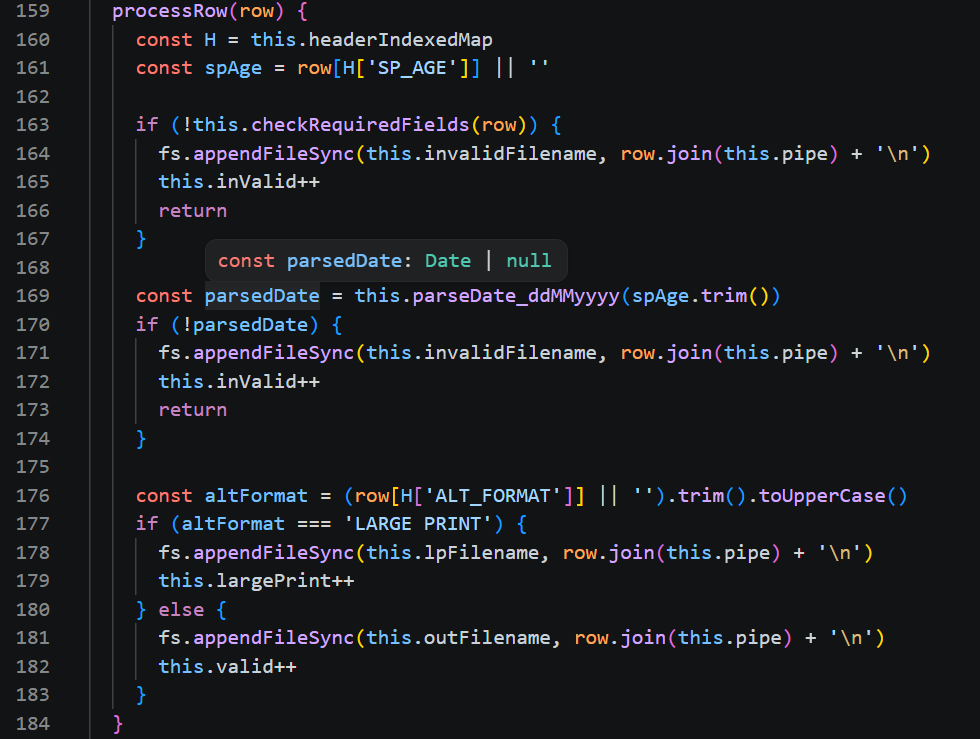 159 processRow(row) {
160 const H = this.headerIndexedMap
161 const spAge = row[H['SP_AGE']] || ''
162
163 if (!this.checkRequiredFields(row)) {
164 fs.appendFileSync(this.invalidFilename, row.join(this.pipe) + '\n')
165 this.inValid++
166 return
167 }
const parsedDate: Date | null
168
169 const parsedDate = this.parseDate_ddMMyyyy(spAge.trim())
170 if (!parsedDate) {
171 fs.appendFileSync(this.invalidFilename, row.join(this.pipe) + '\n')
172 this.inValid++
173 return
174 }
175
176 const altFormat = (row[H['ALT_FORMAT']] || '').trim().toUpperCase()
177 if (altFormat === 'LARGE PRINT') {
178 fs.appendFileSync(this.lpFilename, row.join(this.pipe) + '\n')
179 this.largePrint++
180 } else {
181 fs.appendFileSync(this.outFilename, row.join(this.pipe) + '\n')
182 this.valid++
183 }
184 }